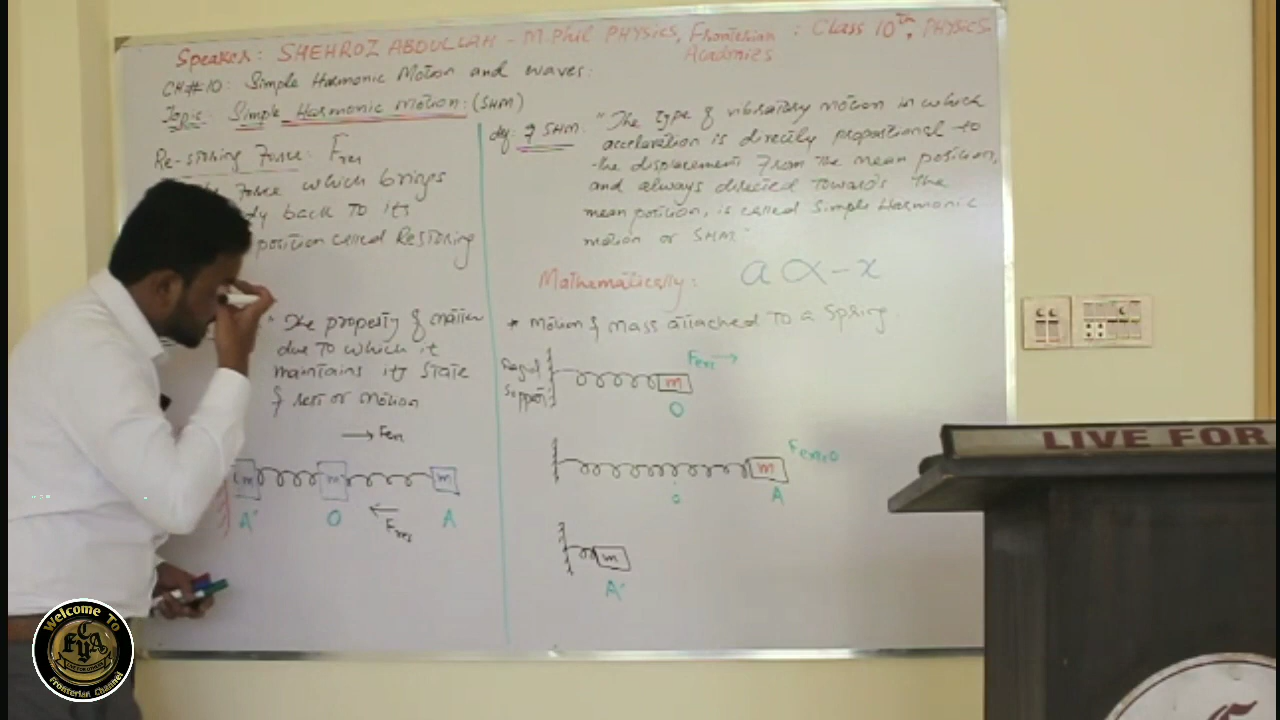 Speaker: SHEHROZ ABDULLAH - M.Phil PHYSICS, Fronterian : Class 10th, PHYSICS.
Academics
CH#10: Simple Harmonic Motion and waves:
Topic: Simple Harmonic Motion: (SHM)
Re-storing Force: Fres
Force which brings
back To its
position called Restoring
" The property of matter
due To which it
maintains its state
of rest or motion
→ Fext
m m m
A' O A
← Fres
def: of SHM: "The type of vibratory motion in which
acceleration is directly proportional to
the displacement From the mean position,
and always directed Towards the
mean position, is called Simple Harmonic
motion or SHM"
Mathematically: a ∝ - x
* Motion of mass attached To a Spring.
Fext →
Support
m
O
Fext=0
m
o A
m
A'
LIVE FOR
Welcome To
FYA
Fronterian Channel